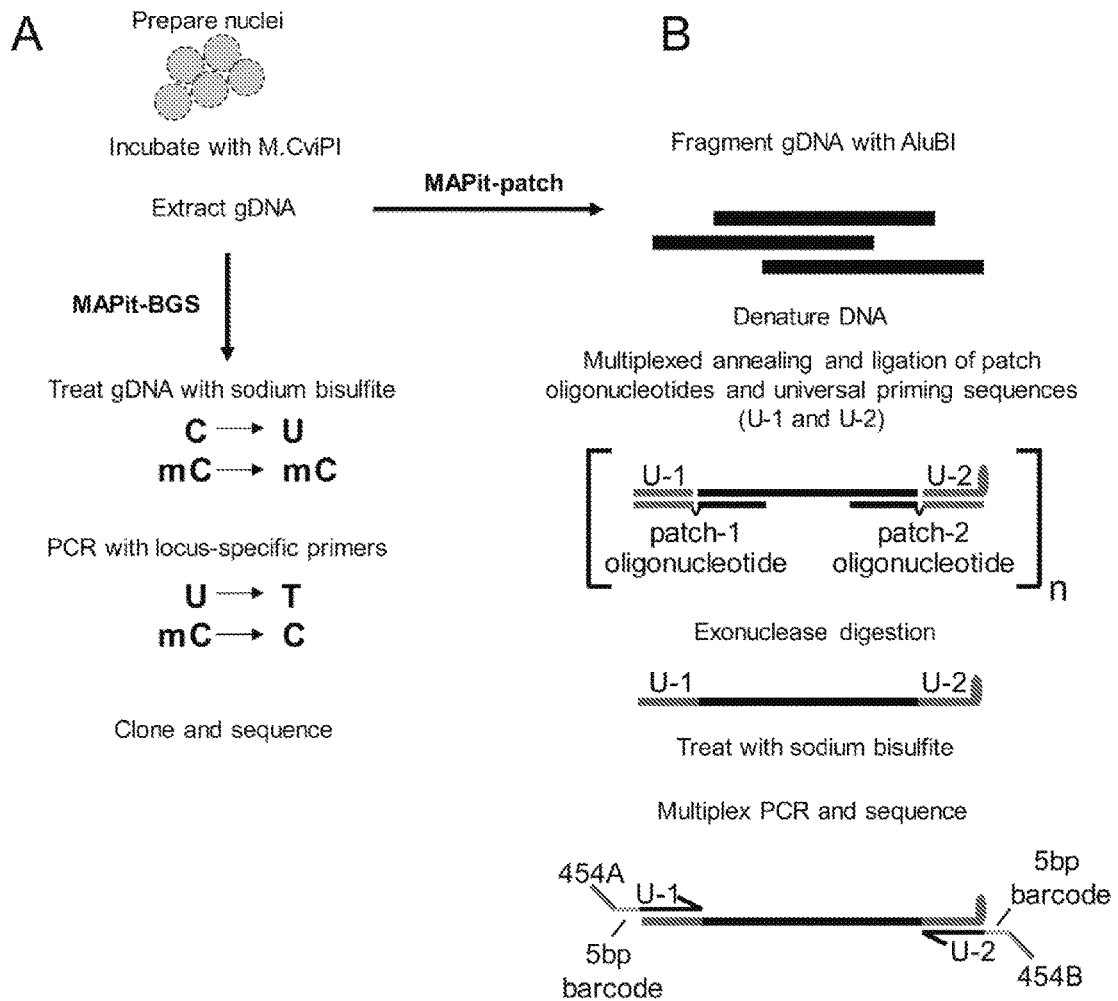 A
Prepare nuclei
Incubate with M.CviPI
Extract gDNA
MAPit-patch
MAPit-BGS
Treat gDNA with sodium bisulfite
C U
mC mC
PCR with locus-specific primers
U T
mC C
Clone and sequence
B
Fragment gDNA with AluBI
Denature DNA
Multiplexed annealing and ligation of patch
oligonucleotides and universal priming sequences
(U-1 and U-2)
U-1 U-2
patch-1 patch-2
oligonucleotide oligonucleotide
n
Exonuclease digestion
U-1 U-2
Treat with sodium bisulfite
Multiplex PCR and sequence
454A
U-1
5bp
barcode
5bp
barcode
U-2
454B